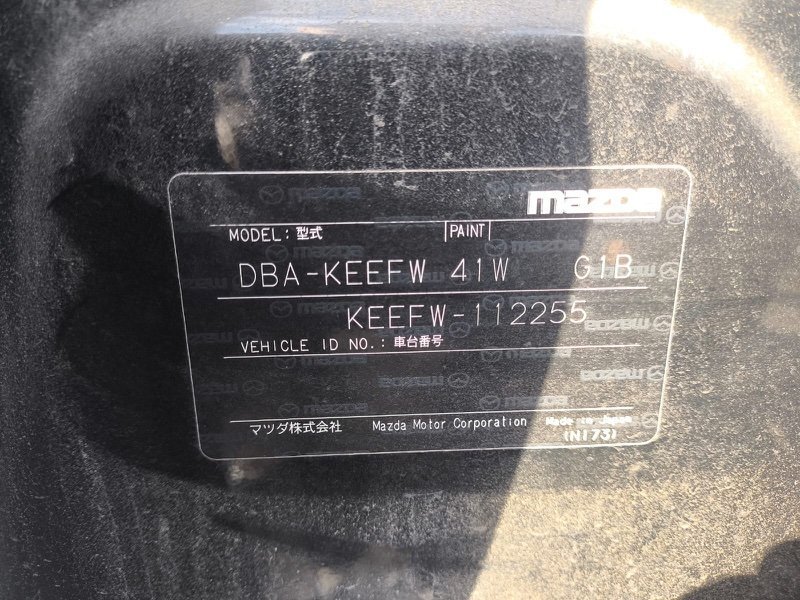 mazda
MODEL: 型式 PAINT
DBA-KEEFW 41W G1B
KEEFW-112255
VEHICLE ID NO.: 車台番号
マツダ株式会社 Mazda Motor Corporation Made in Japan
(N173)